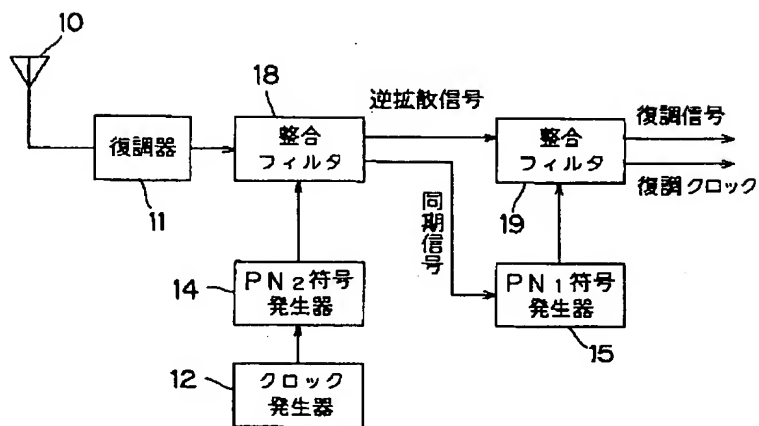 10
復調器
11
18
整合
フィルタ
逆拡散信号
同期信号
整合
フィルタ
19
復調信号
復調クロック
14
PN2符号
発生器
PN1符号
発生器
15
12
クロック
発生器